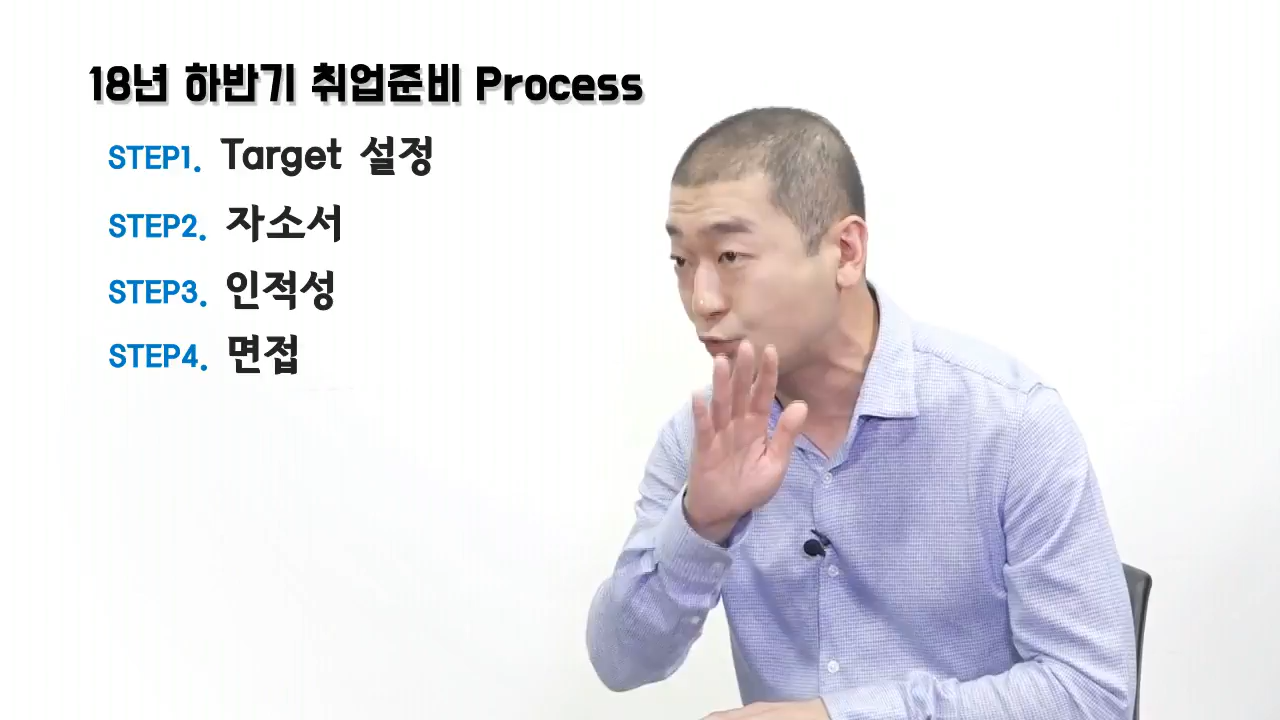 18년 하반기 취업준비 Process
STEP1. Target 설정
STEP2. 자소서
STEP3. 인적성
STEP4. 면접